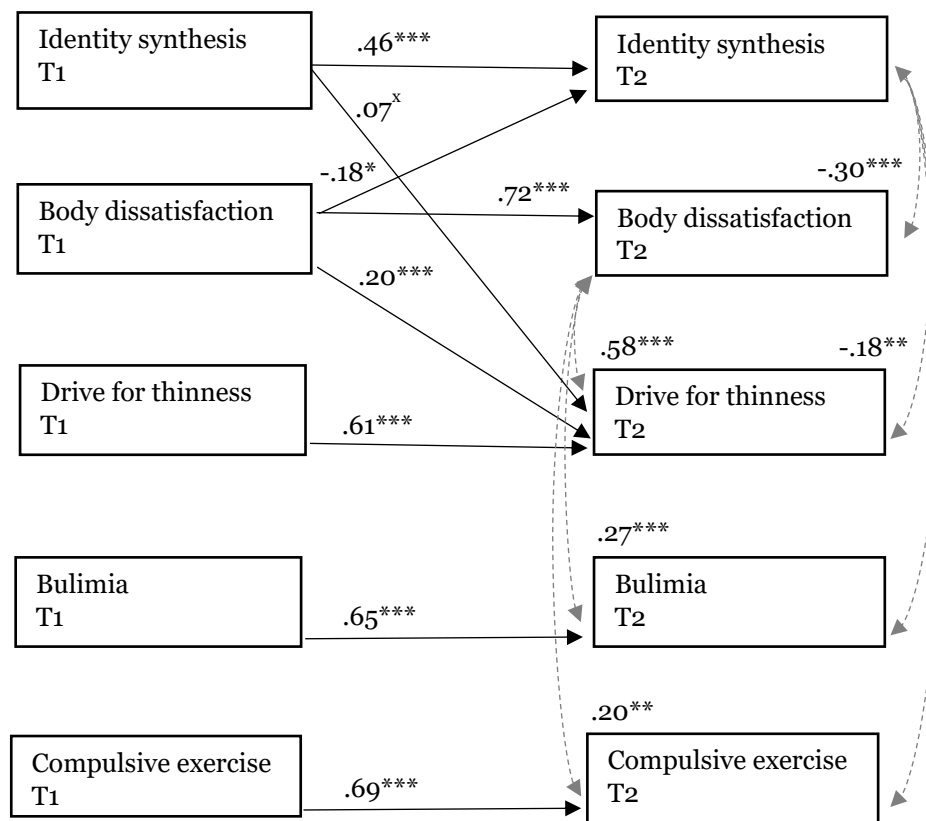 Identity synthesis
T1
.46***
Identity synthesis
T2
.07x
-.18*
-.30***
Body dissatisfaction
T1
.72***
Body dissatisfaction
T2
.20***
.58***
-.18**
Drive for thinness
T1
.61***
Drive for thinness
T2
.27***
Bulimia
T1
.65***
Bulimia
T2
.20**
Compulsive exercise
T1
.69***
Compulsive exercise
T2